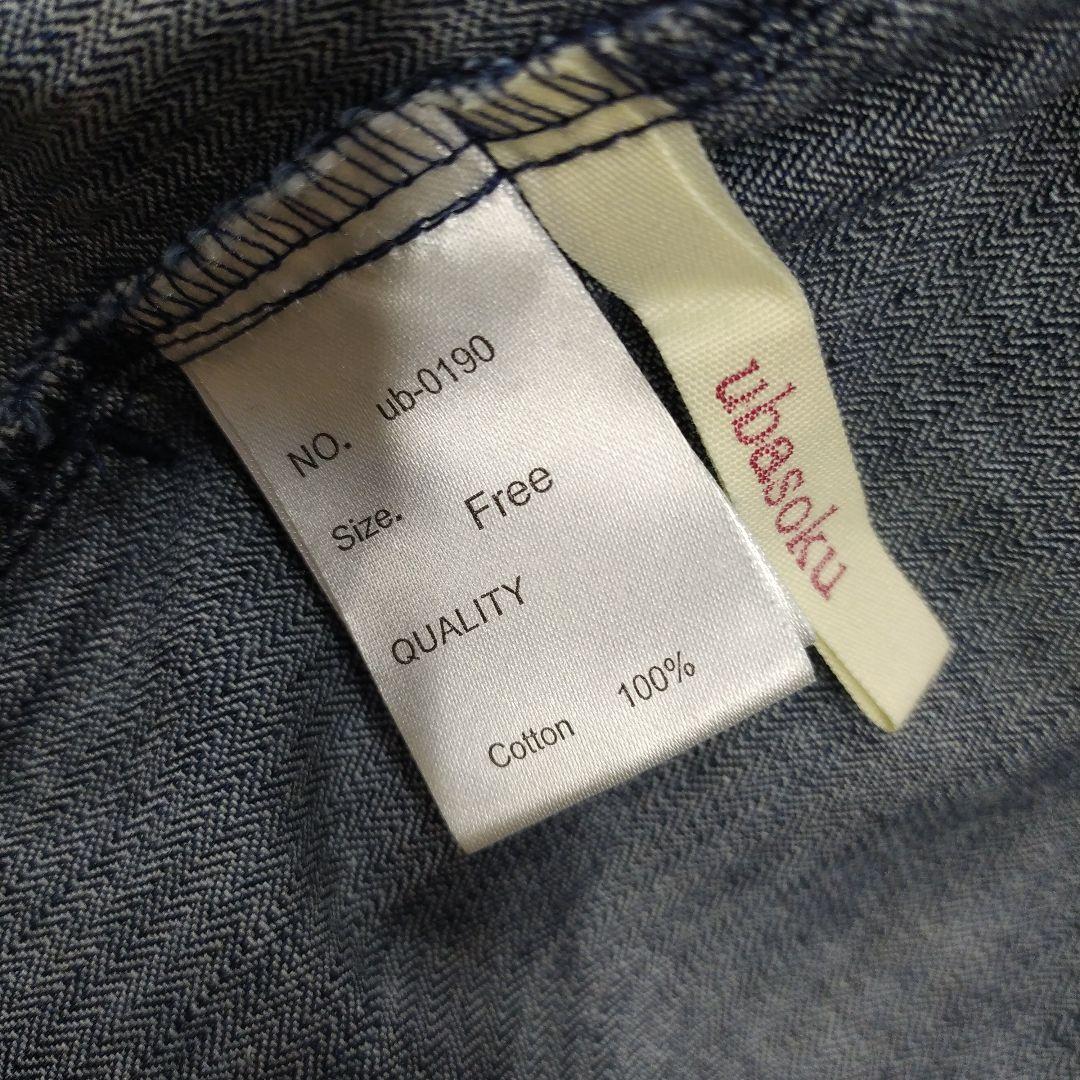 NO. ub-0190
Size. Free
QUALITY
Cotton 100%
ubasoku